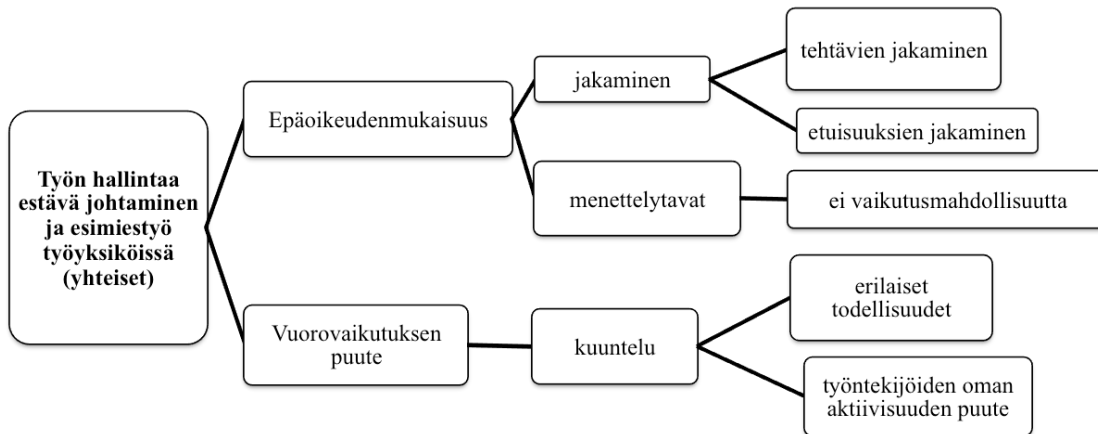 Työn hallintaa
estävä johtaminen
ja esimiestyö
työyksiköissä
(yhteiset)
Epäoikeudenmukaisuus
jakaminen
tehtävien jakaminen
etuisuuksien jakaminen
menettelytavat
ei vaikutusmahdollisuutta
Vuorovaikutuksen
puute
kuuntelu
erilaiset
todellisuudet
työntekijöiden oman
aktiivisuuden puute